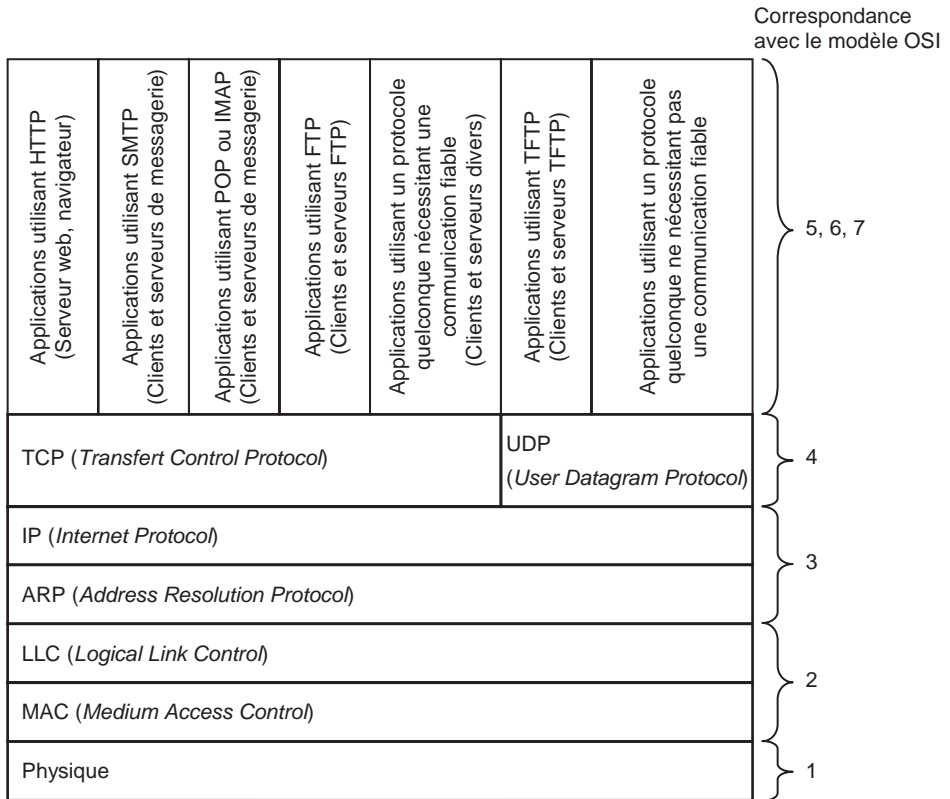 Correspondance
avec le modèle OSI
Applications utilisant HTTP
(Serveur web, navigateur)
Applications utilisant SMTP
(Clients et serveurs de messagerie)
Applications utilisant POP ou IMAP
(Clients et serveurs de messagerie)
Applications utilisant FTP
(Clients et serveurs FTP)
Applications utilisant un protocole
quelconque nécessitant une
communication fiable
(Clients et serveurs divers)
Applications utilisant TFTP
(Clients et serveurs TFTP)
Applications utilisant un protocole
quelconque ne nécessitant pas
une communication fiable
5, 6, 7
TCP (Transfert Control Protocol)
UDP
(User Datagram Protocol)
4
IP (Internet Protocol)
ARP (Address Resolution Protocol)
3
LLC (Logical Link Control)
MAC (Medium Access Control)
2
Physique
1